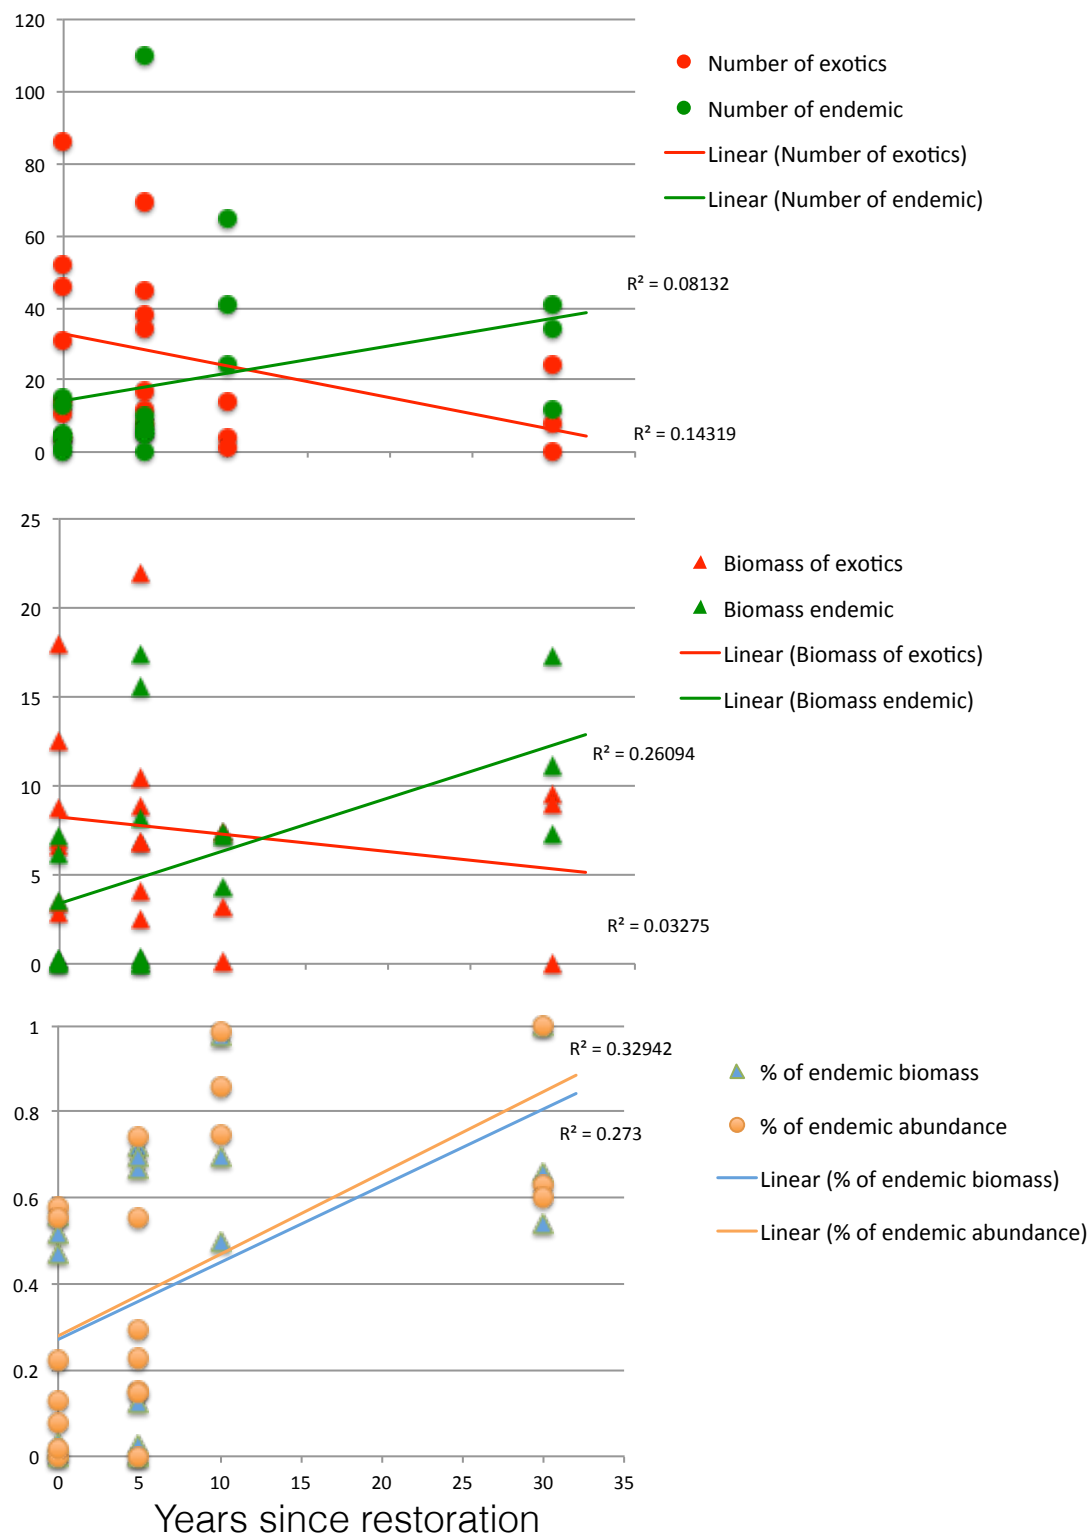 120
100
80
60
40
20
0
Number of exotics
Number of endemic
Linear (Number of exotics)
Linear (Number of endemic)
R² = 0.08132
R² = 0.14319
25
20
15
10
5
0
Biomass of exotics
Biomass endemic
Linear (Biomass of exotics)
Linear (Biomass endemic)
R² = 0.26094
R² = 0.03275
1
0.8
0.6
0.4
0.2
0
R² = 0.32942
R² = 0.273
% of endemic biomass
% of endemic abundance
Linear (% of endemic biomass)
Linear (% of endemic abundance)
0 5 10 15 20 25 30 35
Years since restoration